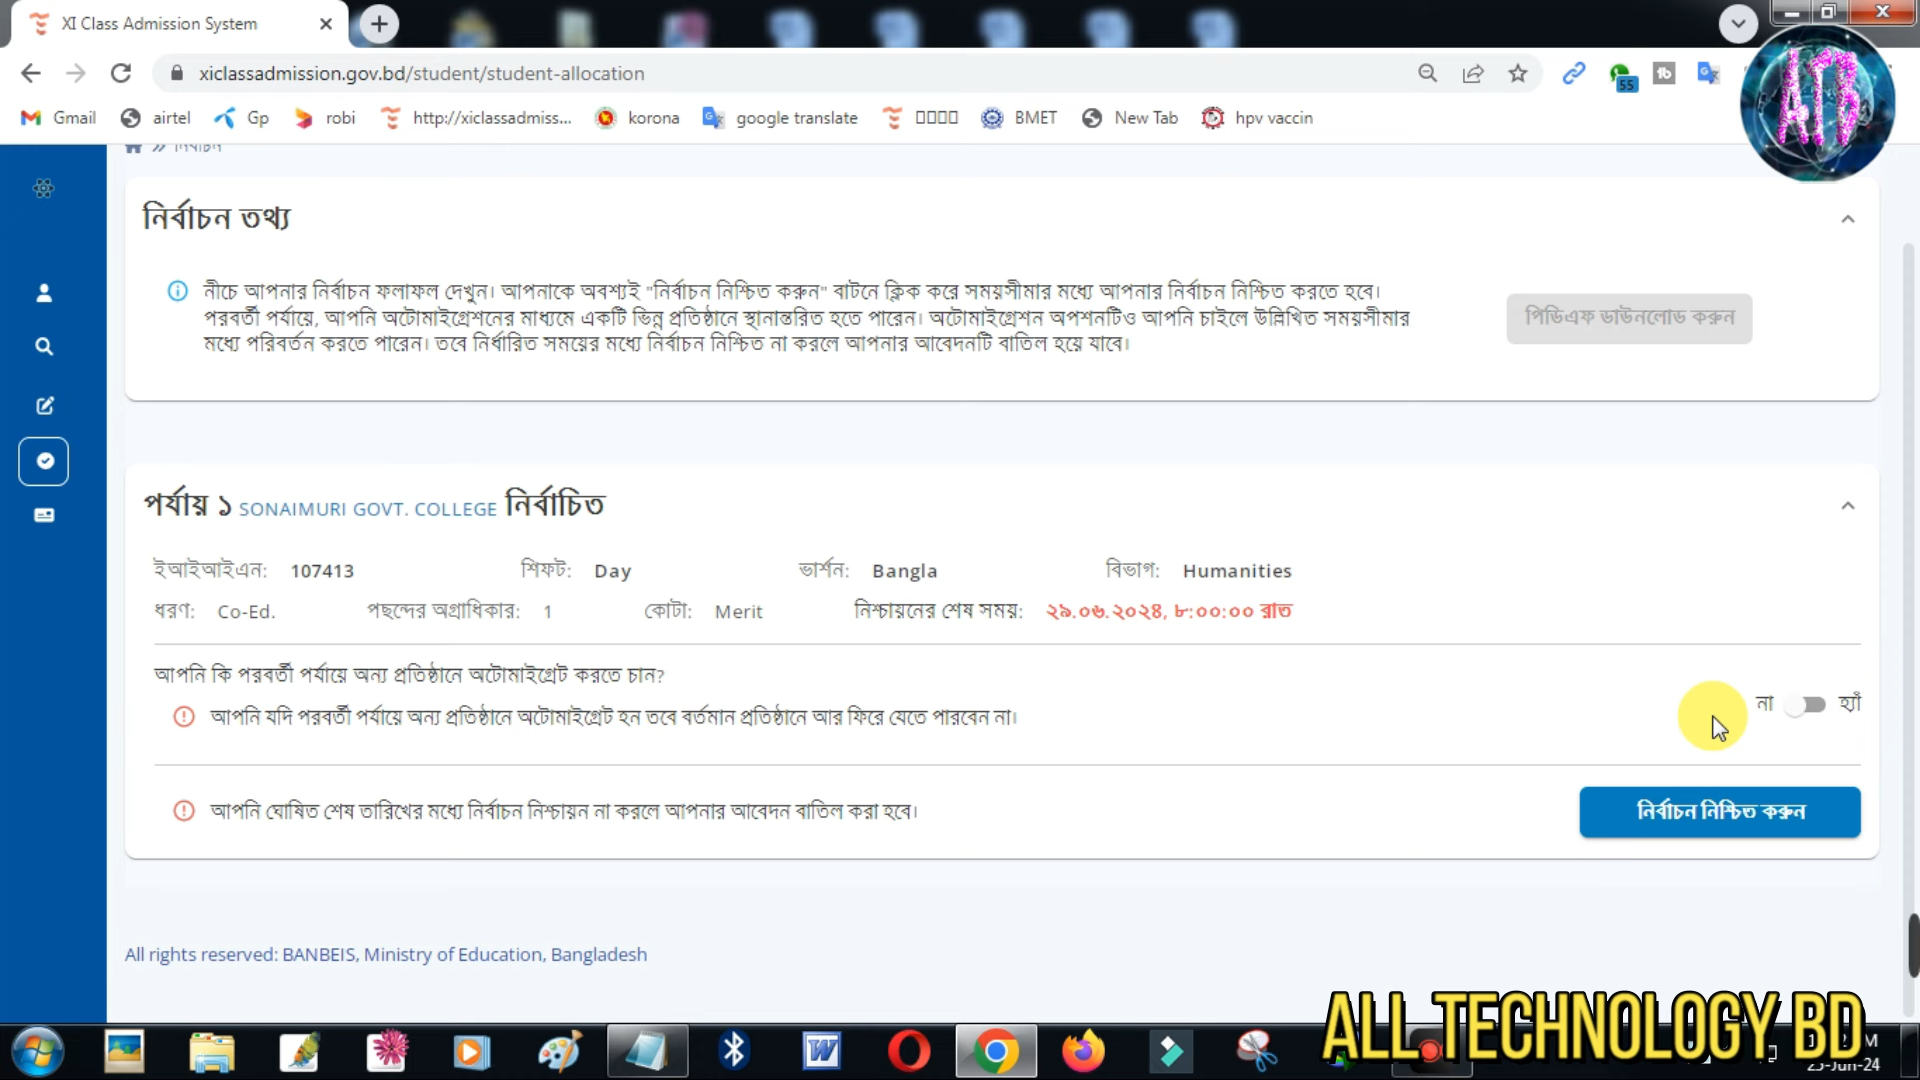 XI Class Admission System
xiclassadmission.gov.bd/student/student-allocation
55
Gmail airtel Gp robi http://xiclassadmiss... korona google translate BMET New Tab hpv vaccin
নির্বাচন
নির্বাচন তথ্য
নীচে আপনার নির্বাচন ফলাফল দেখুন। আপনাকে অবশ্যই "নির্বাচন নিশ্চিত করুন" বাটনে ক্লিক করে সময়সীমার মধ্যে আপনার নির্বাচন নিশ্চিত করতে হবে।
পরবর্তী পর্যায়ে, আপনি অটোমাইগ্রেশনের মাধ্যমে একটি ভিন্ন প্রতিষ্ঠানে স্থানান্তরিত হতে পারেন। অটোমাইগ্রেশন অপশনটিও আপনি চাইলে উল্লিখিত সময়সীমার
মধ্যে পরিবর্তন করতে পারেন। তবে নির্ধারিত সময়ের মধ্যে নির্বাচন নিশ্চিত না করলে আপনার আবেদনটি বাতিল হয়ে যাবে।
পিডিএফ ডাউনলোড করুন
পর্যায় ১ SONAIMURI GOVT. COLLEGE নির্বাচিত
ইআইআইএন: 107413 শিফট: Day ভার্শন: Bangla বিভাগ: Humanities
ধরণ: Co-Ed. পছন্দের অগ্রাধিকার: 1 কোটা: Merit নিশ্চায়নের শেষ সময়: ২৯.০৬.২০২৪, ৮:০০:০০ রাত
আপনি কি পরবর্তী পর্যায়ে অন্য প্রতিষ্ঠানে অটোমাইগ্রেট করতে চান?
আপনি যদি পরবর্তী পর্যায়ে অন্য প্রতিষ্ঠানে অটোমাইগ্রেট হন তবে বর্তমান প্রতিষ্ঠানে আর ফিরে যেতে পারবেন না।
না হ্যাঁ
আপনি ঘোষিত শেষ তারিখের মধ্যে নির্বাচন নিশ্চায়ন না করলে আপনার আবেদন বাতিল করা হবে।
নির্বাচন নিশ্চিত করুন
All rights reserved: BANBEIS, Ministry of Education, Bangladesh
ALL TECHNOLOGY BD